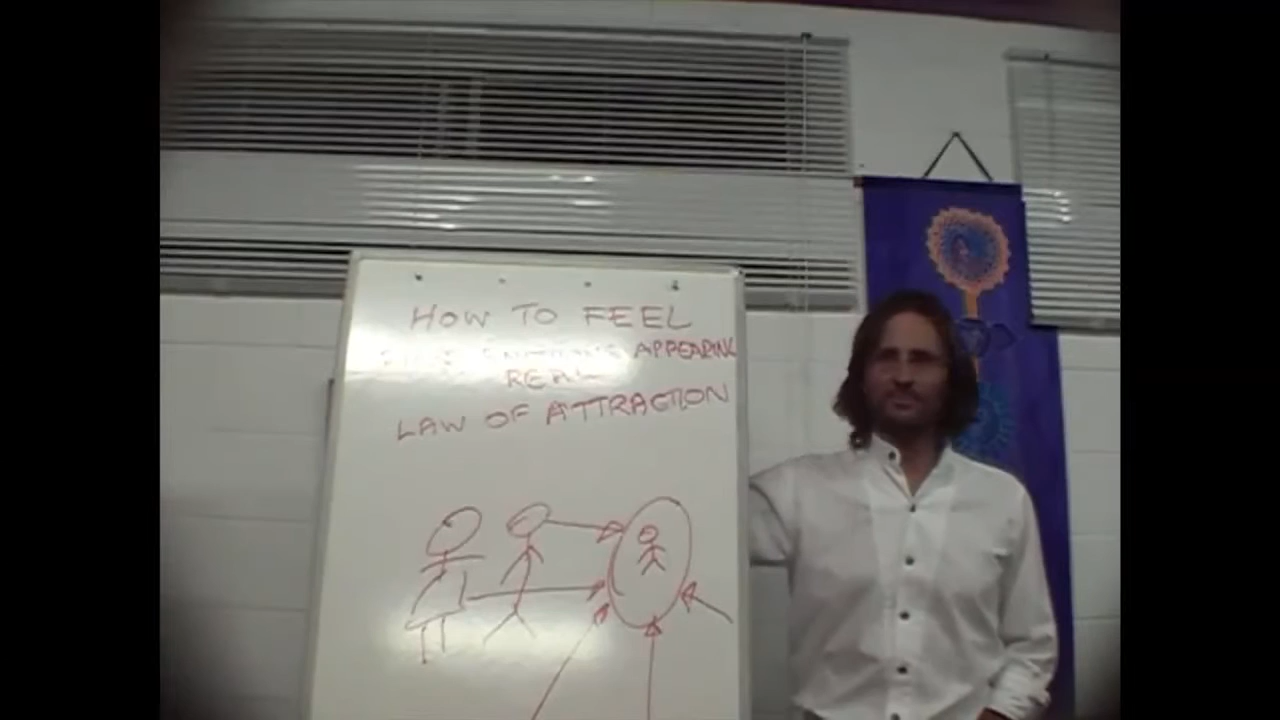 HOW TO FEEL
APPEARING
REAL
LAW OF ATTRACTION